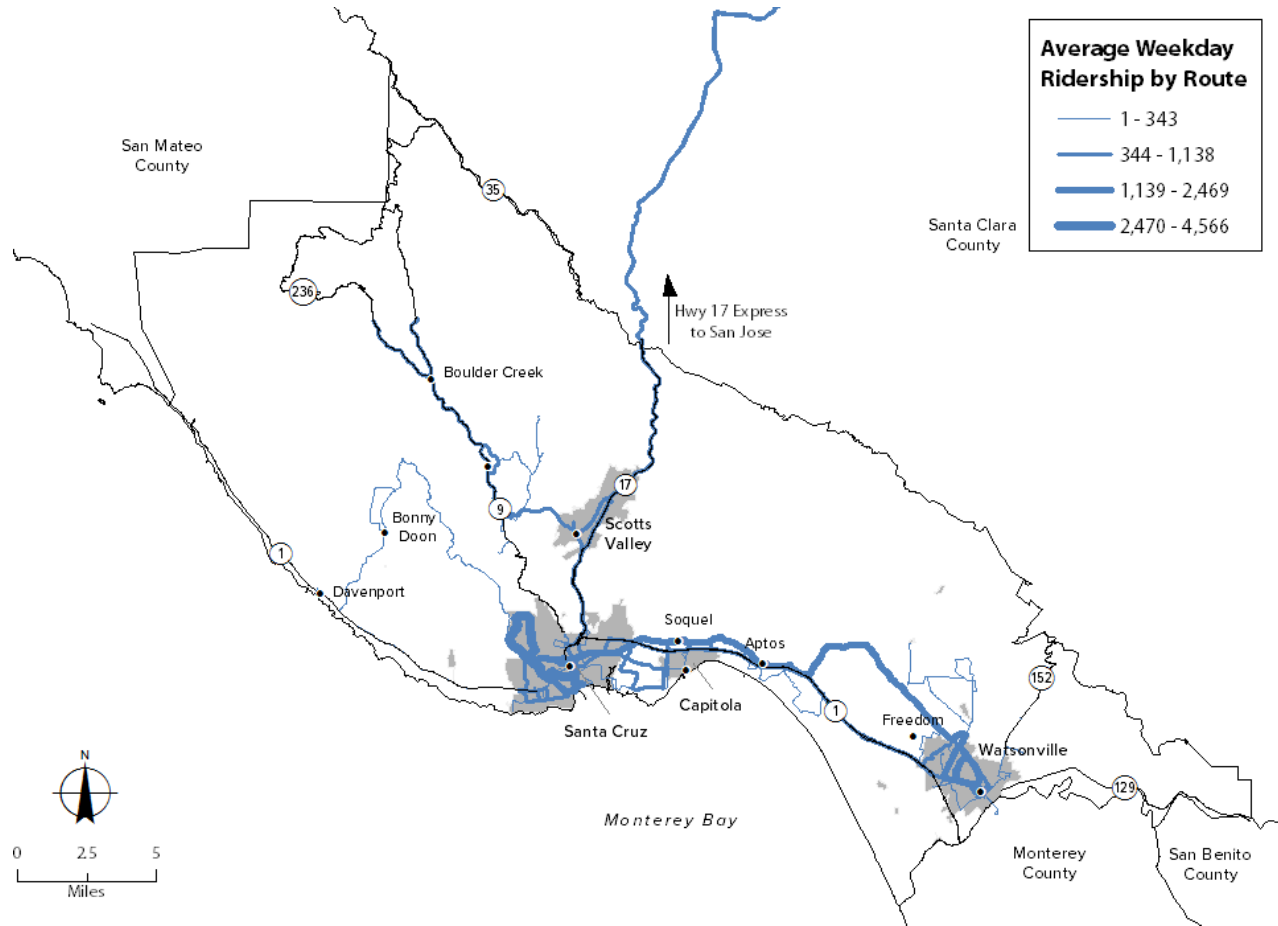 Average Weekday
Ridership by Route
1 - 343
344 - 1,138
1,139 - 2,469
2,470 - 4,566
San Mateo
County
35
Santa Clara
County
236
Hwy 17 Express
to San Jose
Boulder Creek
17
9
Bonny
Doon
Scotts
Valley
1
Davenport
Soquel
Aptos
152
Capitola
1
Freedom
Santa Cruz
Watsonville
N
129
Monterey Bay
0 2.5 5
Miles
Monterey
County
San Benito
County